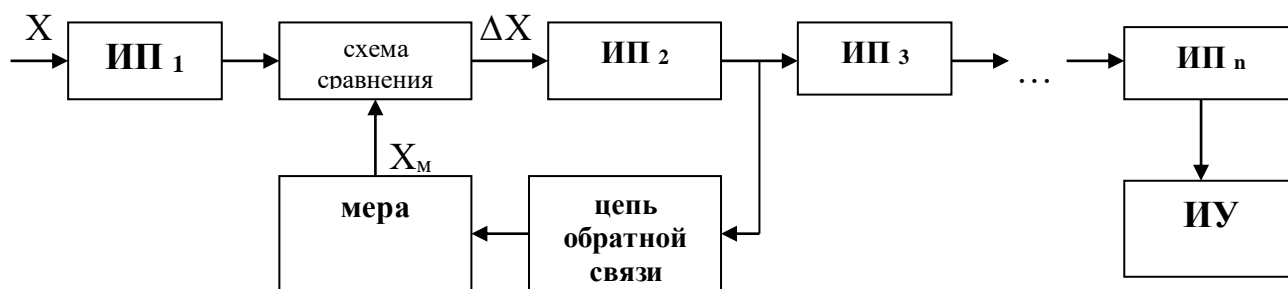 X
ИП 1
схема
сравнения
ΔX
ИП 2
ИП 3
...
ИП n
Xм
мера
цепь
обратной
связи
ИУ